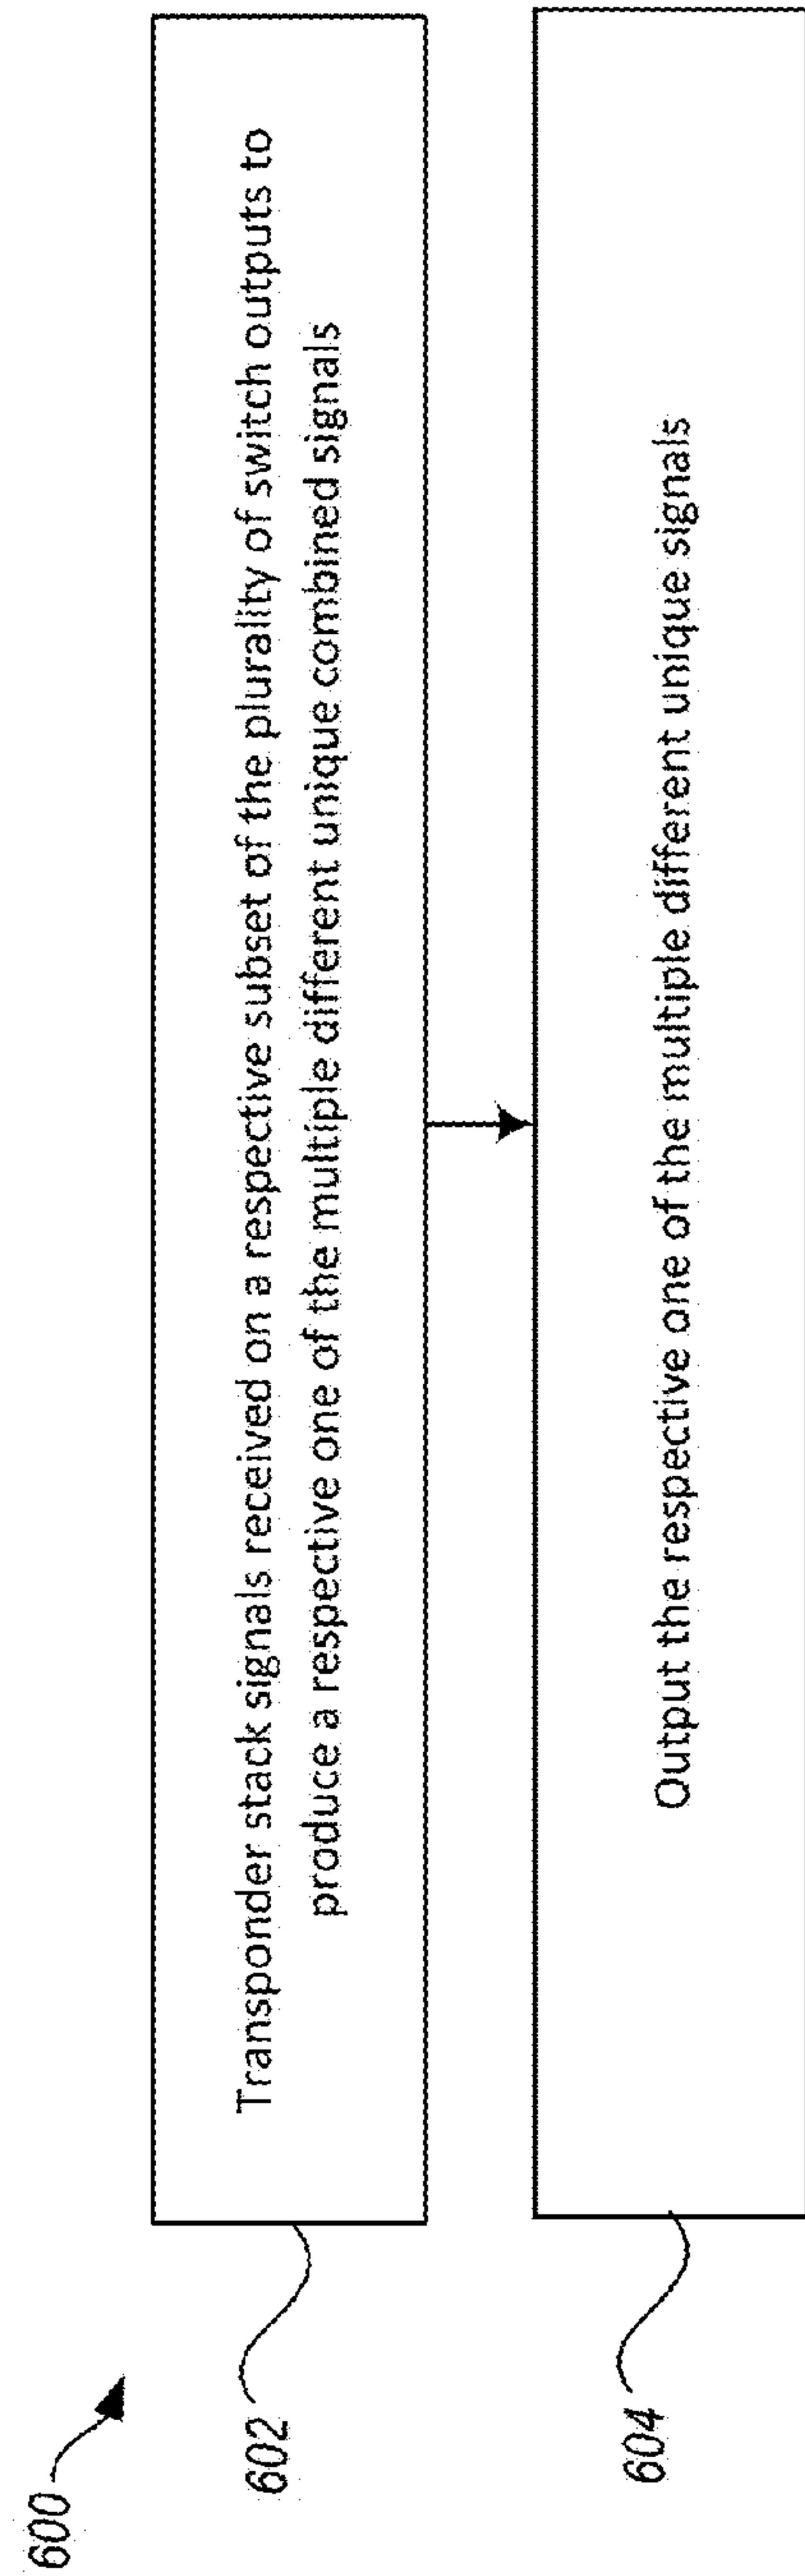 600
602
Transponder stack signals received on a respective subset of the plurality of switch outputs to
produce a respective one of the multiple different unique combined signals
604
Output the respective one of the multiple different unique signals